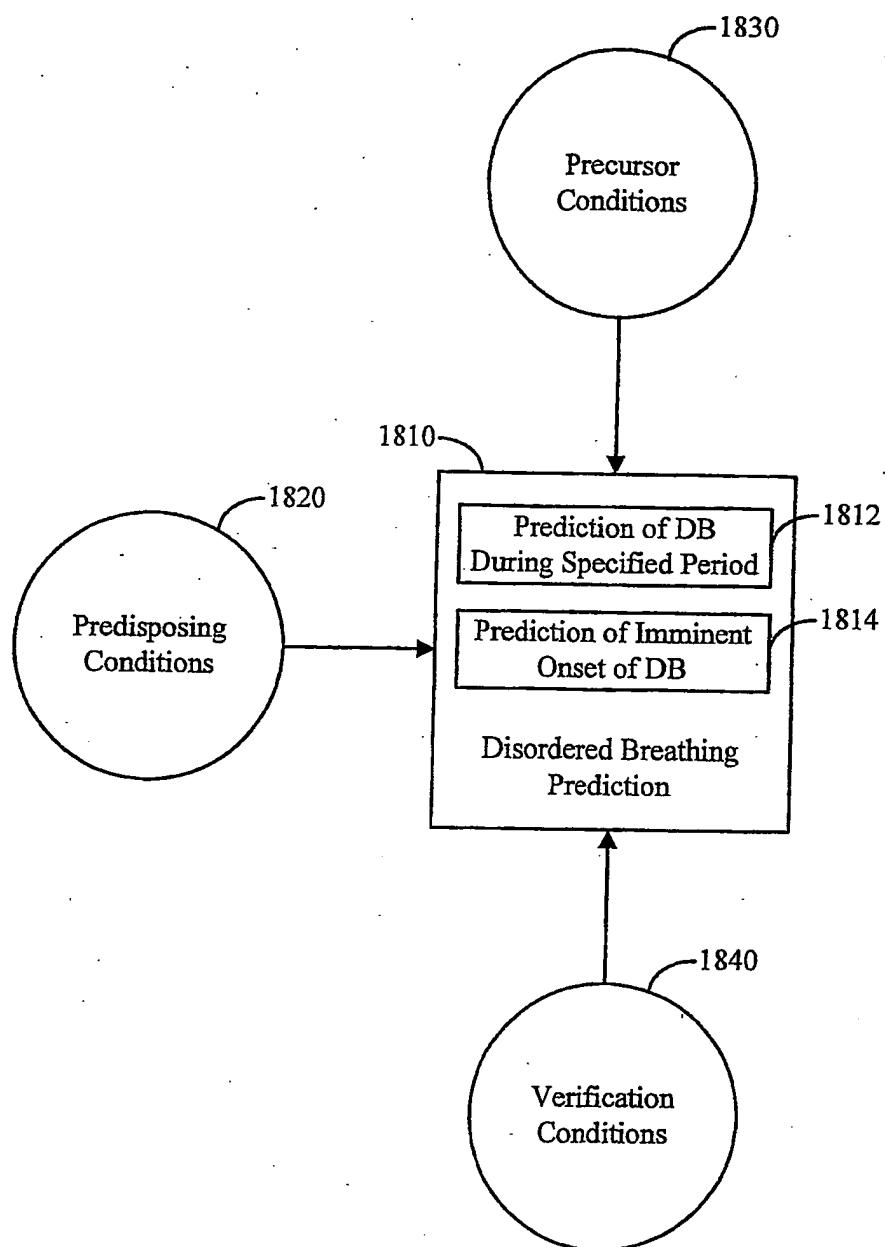 1830
Precursor
Conditions
1810
1820
Prediction of DB
During Specified Period
1812
Predisposing
Conditions
Prediction of Imminent
Onset of DB
1814
Disordered Breathing
Prediction
1840
Verification
Conditions